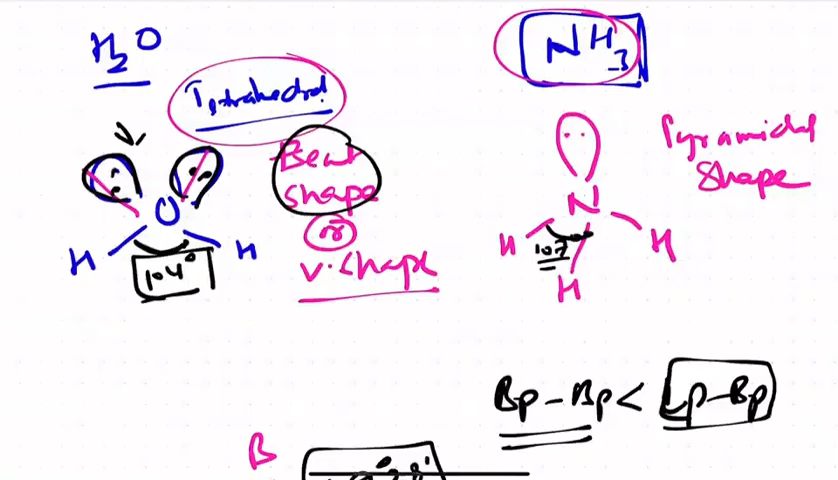 H2O
Tetrahedral
Bent
shape
or
V. shape
O
H
H
104°
NH3
Pyramidal
Shape
N
H
H
H
107
Bp - Bp < Lp - Bp
B